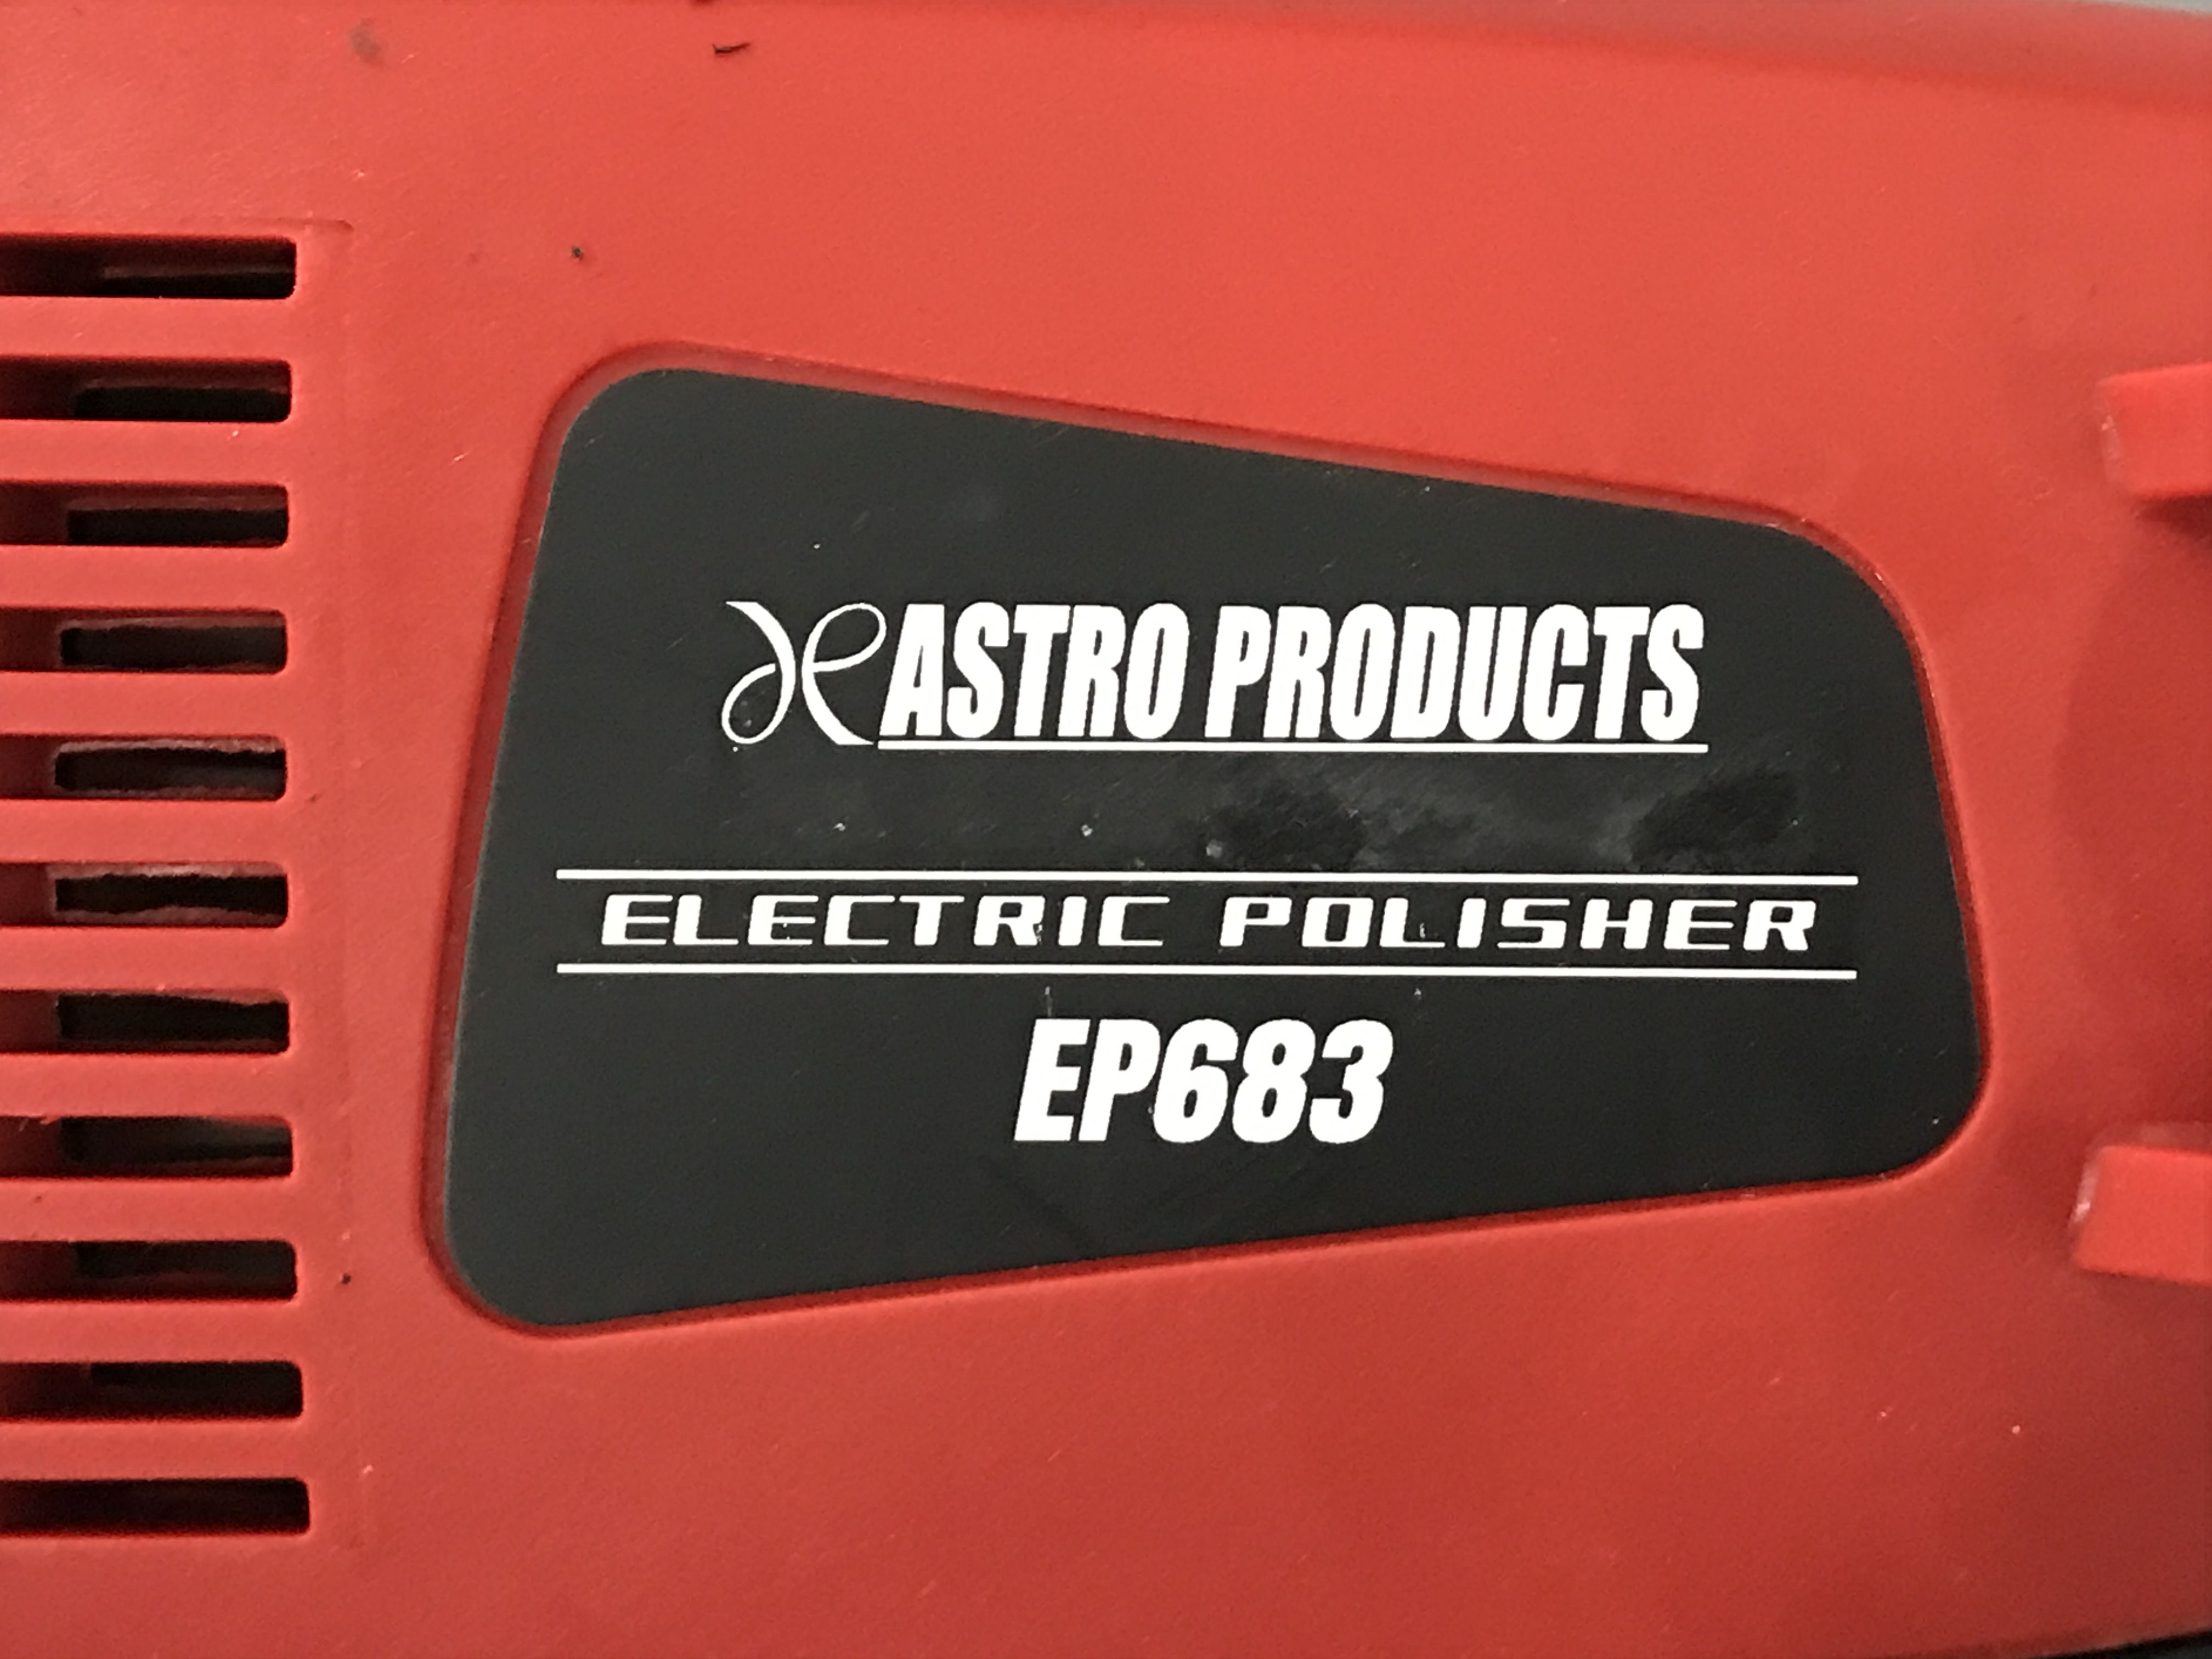 ASTRO PRODUCTS
ELECTRIC POLISHER
EP683